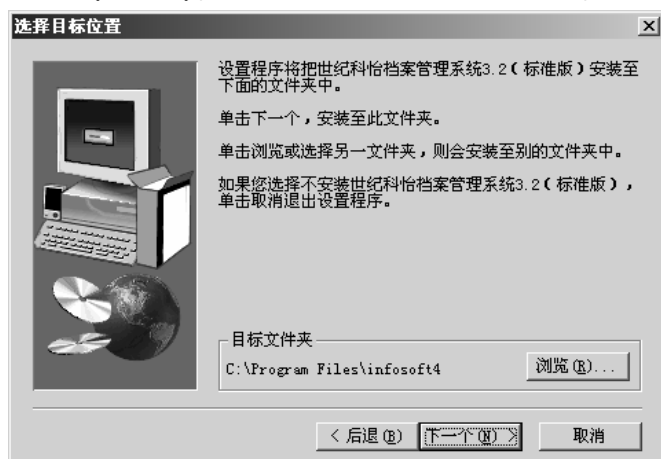 选择目标位置
设置程序将把世纪科怡档案管理系统3.2(标准版)安装至
下面的文件夹中。
单击下一个，安装至此文件夹。
单击浏览或选择另一文件夹，则会安装至别的文件夹中。
如果您选择不安装世纪科怡档案管理系统3.2(标准版)，
单击取消退出设置程序。
目标文件夹
C:\Program Files\infosoft4
浏览(R)...
< 后退(B)
下一个(N) >
取消